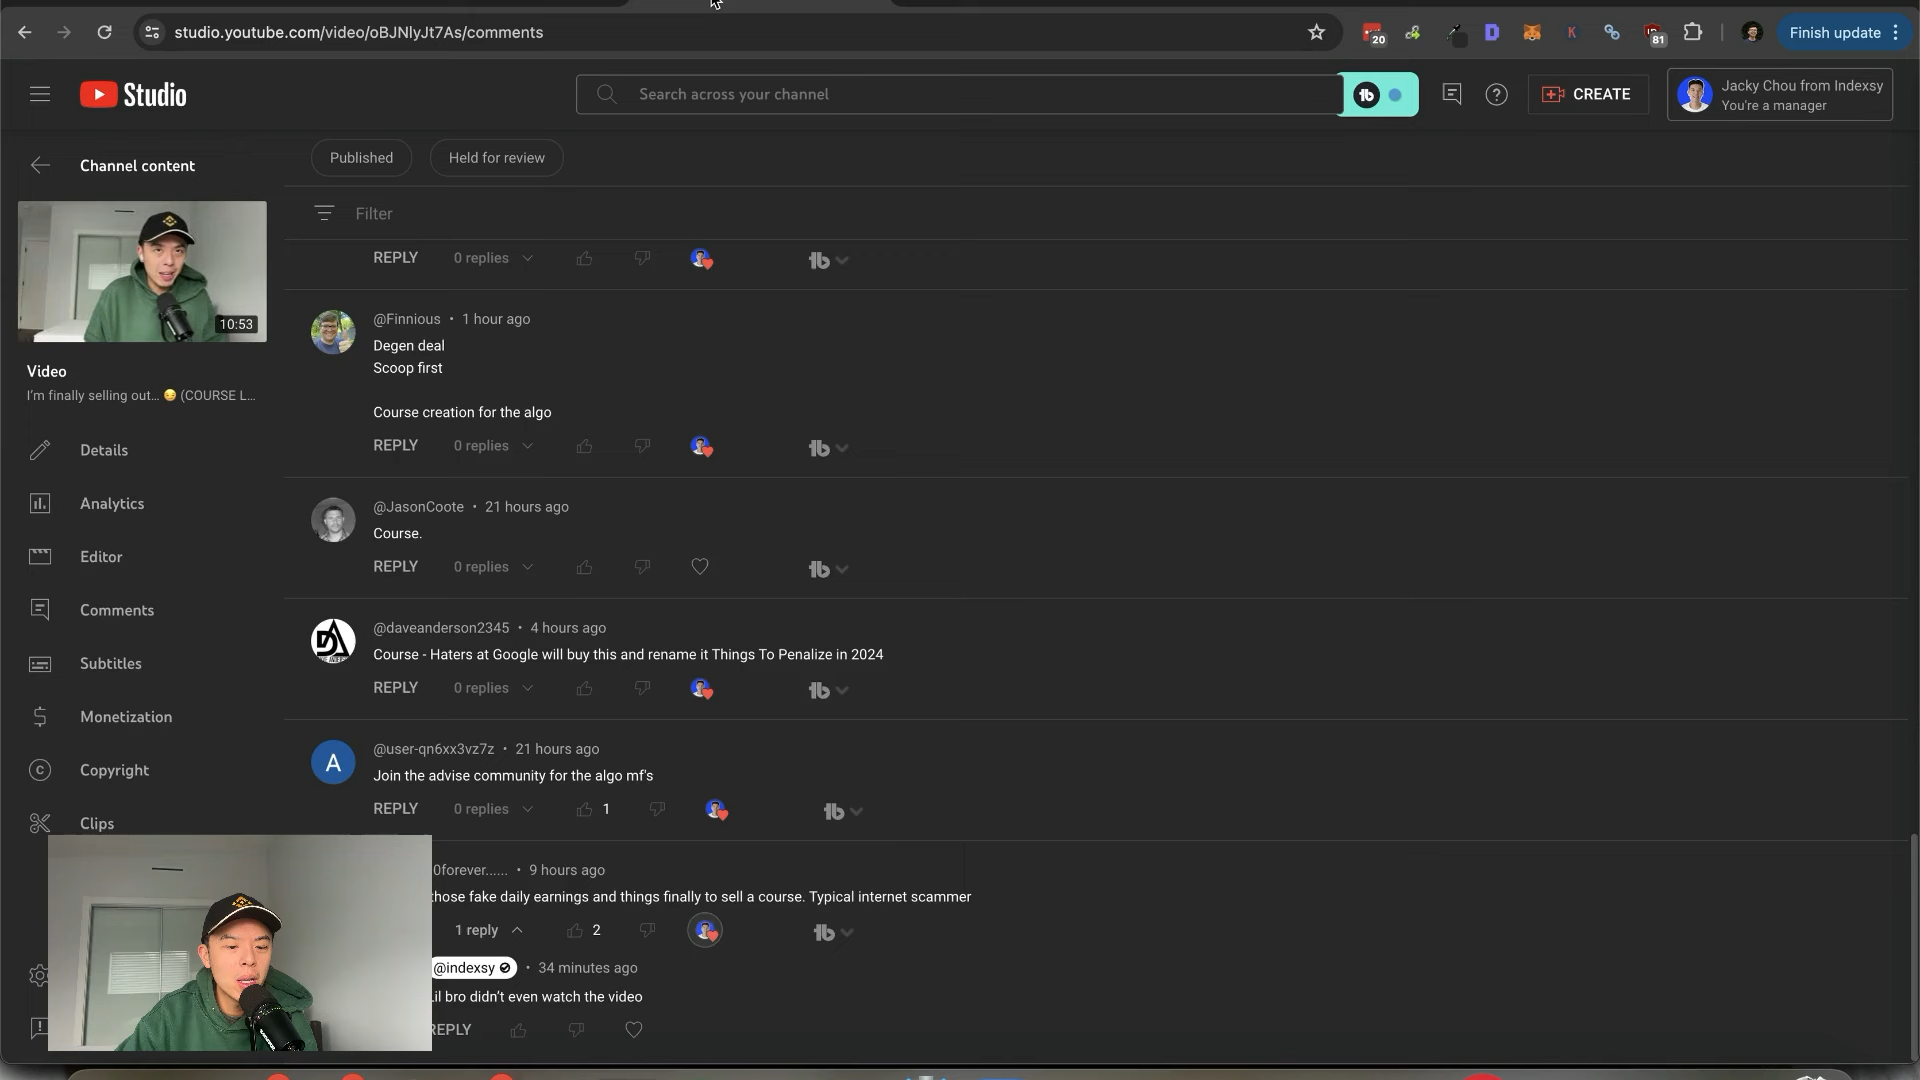 studio.youtube.com/video/oBJNlyJt7As/comments
20
D
K
81
Finish update
Studio
Search across your channel
CREATE
Jacky Chou from Indexsy
You're a manager
Channel content
Published
Held for review
Filter
10:53
Video
I'm finally selling out... 😏 (COURSE L...
Details
Analytics
Editor
Comments
Subtitles
Monetization
Copyright
Clips
REPLY 0 replies
@Finnious • 1 hour ago
Degen deal
Scoop first
Course creation for the algo
REPLY 0 replies
@JasonCoote • 21 hours ago
Course.
REPLY 0 replies
@daveanderson2345 • 4 hours ago
Course - Haters at Google will buy this and rename it Things To Penalize in 2024
REPLY 0 replies
A
@user-qn6xx3vz7z • 21 hours ago
Join the advise community for the algo mf's
REPLY 0 replies 1
0forever...... • 9 hours ago
those fake daily earnings and things finally to sell a course. Typical internet scammer
1 reply 2
@indexsy • 34 minutes ago
Lil bro didn't even watch the video
REPLY